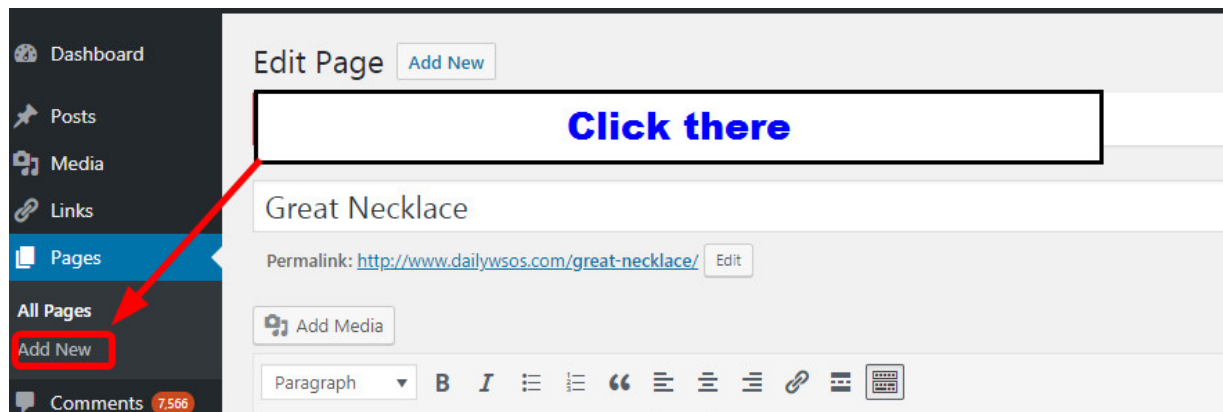 Dashboard
Posts
Media
Links
Pages
All Pages
Add New
Comments 7,566
Edit Page Add New
Click there
Great Necklace
Permalink: http://www.dailywsos.com/great-necklace/ Edit
Add Media
Paragraph B I